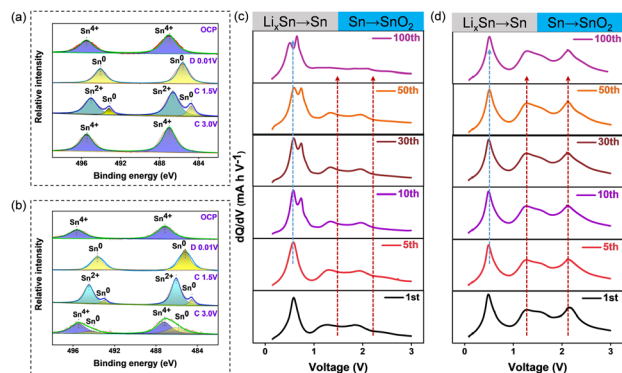 (a)
Sn4+
Sn4+
OCP
Sn0
Sn0
D 0.01V
Sn2+
Sn0
Sn2+
Sn0
C 1.5V
Sn4+
Sn4+
C 3.0V
Relative intensity
496 492 488 484
Binding energy (eV)
(b)
Sn4+
Sn4+
OCP
Sn0
Sn0
D 0.01V
Sn2+
Sn0
Sn2+
Sn0
C 1.5V
Sn4+
Sn0
Sn4+
Sn0
C 3.0V
Relative intensity
496 492 488 484
Binding energy (eV)
(c)
LixSn→Sn Sn→SnO2
100th
50th
30th
10th
5th
1st
dQ/dV (mA h V-1)
0 1 2 3
Voltage (V)
(d)
LixSn→Sn Sn→SnO2
100th
50th
30th
10th
5th
1st
0 1 2 3
Voltage (V)